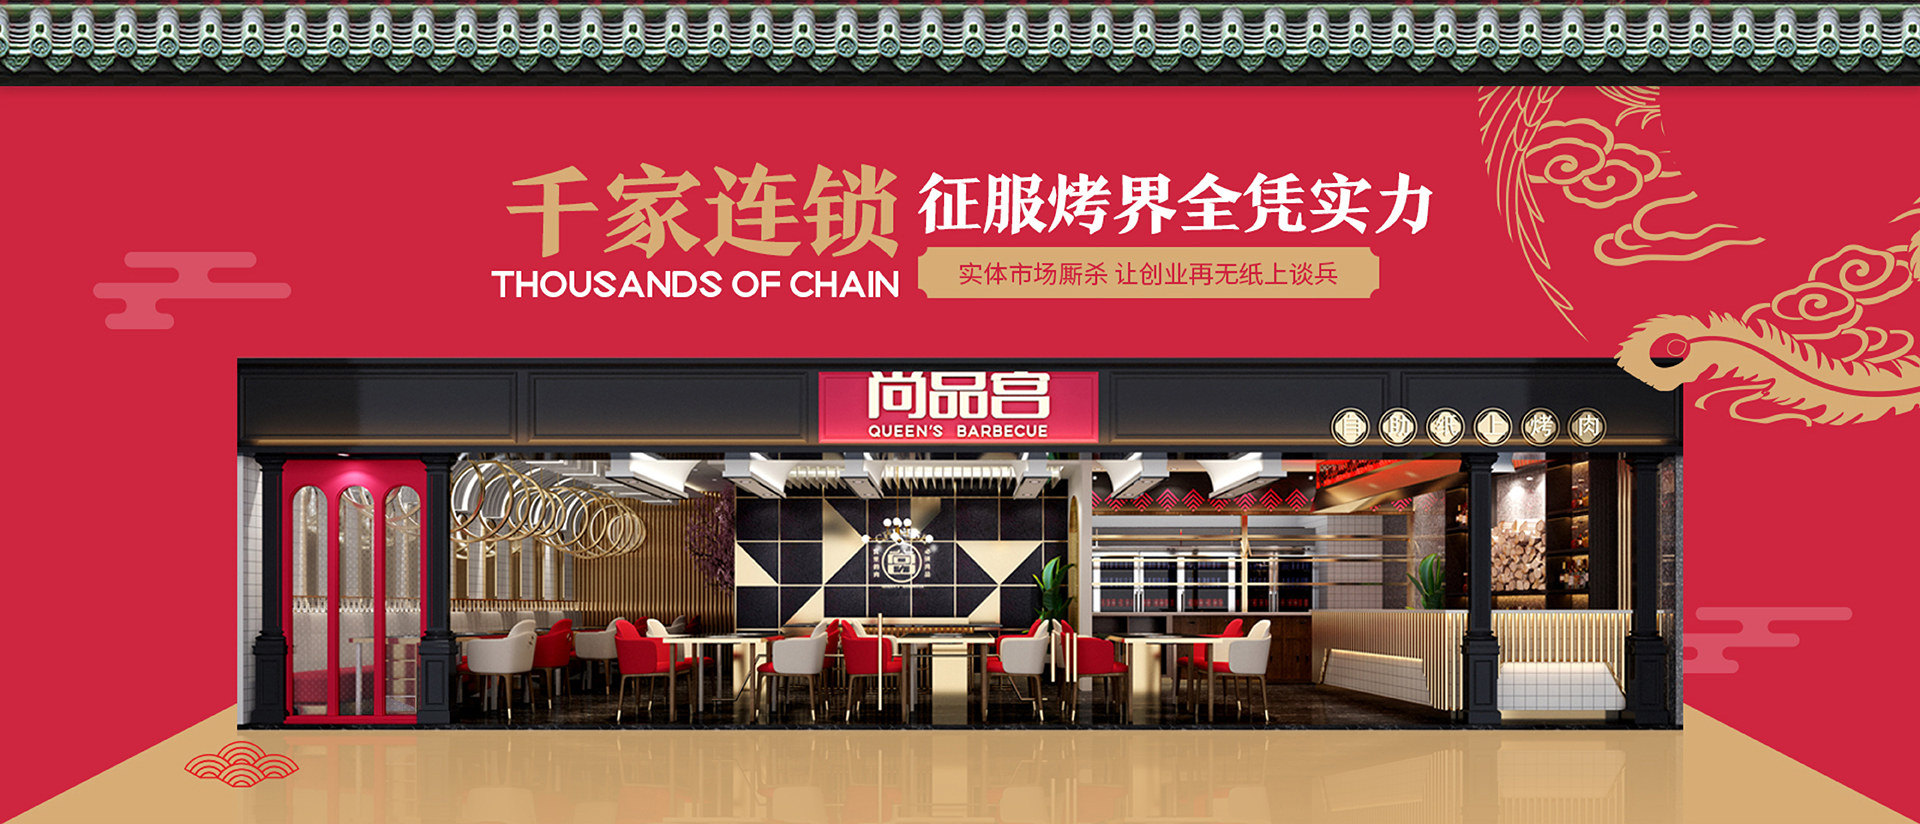 千家连锁
THOUSANDS OF CHAIN
征服烤界全凭实力
实体市场厮杀 让创业再无纸上谈兵
尚品宫
QUEEN'S BARBECUE
自助纸上烤肉
尚